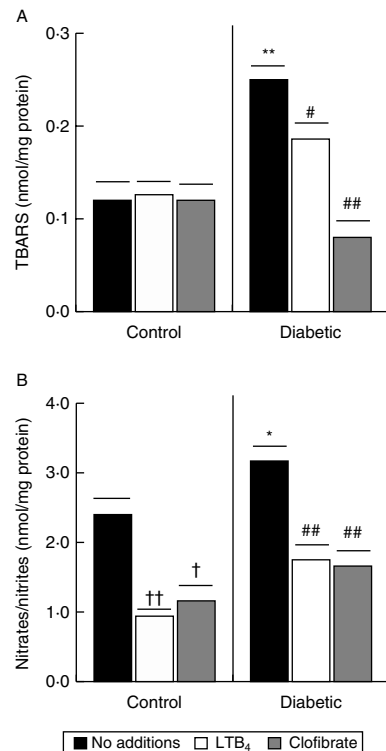 A
0·3
**
#
0·2
##
0·1
0·0
TBARS (nmol/mg protein)
Control Diabetic
B
4·0
*
3·0
##
##
2·0
†
††
1·0
0·0
Nitrates/nitrites (nmol/mg protein)
Control Diabetic
No additions LTB₄ Clofibrate